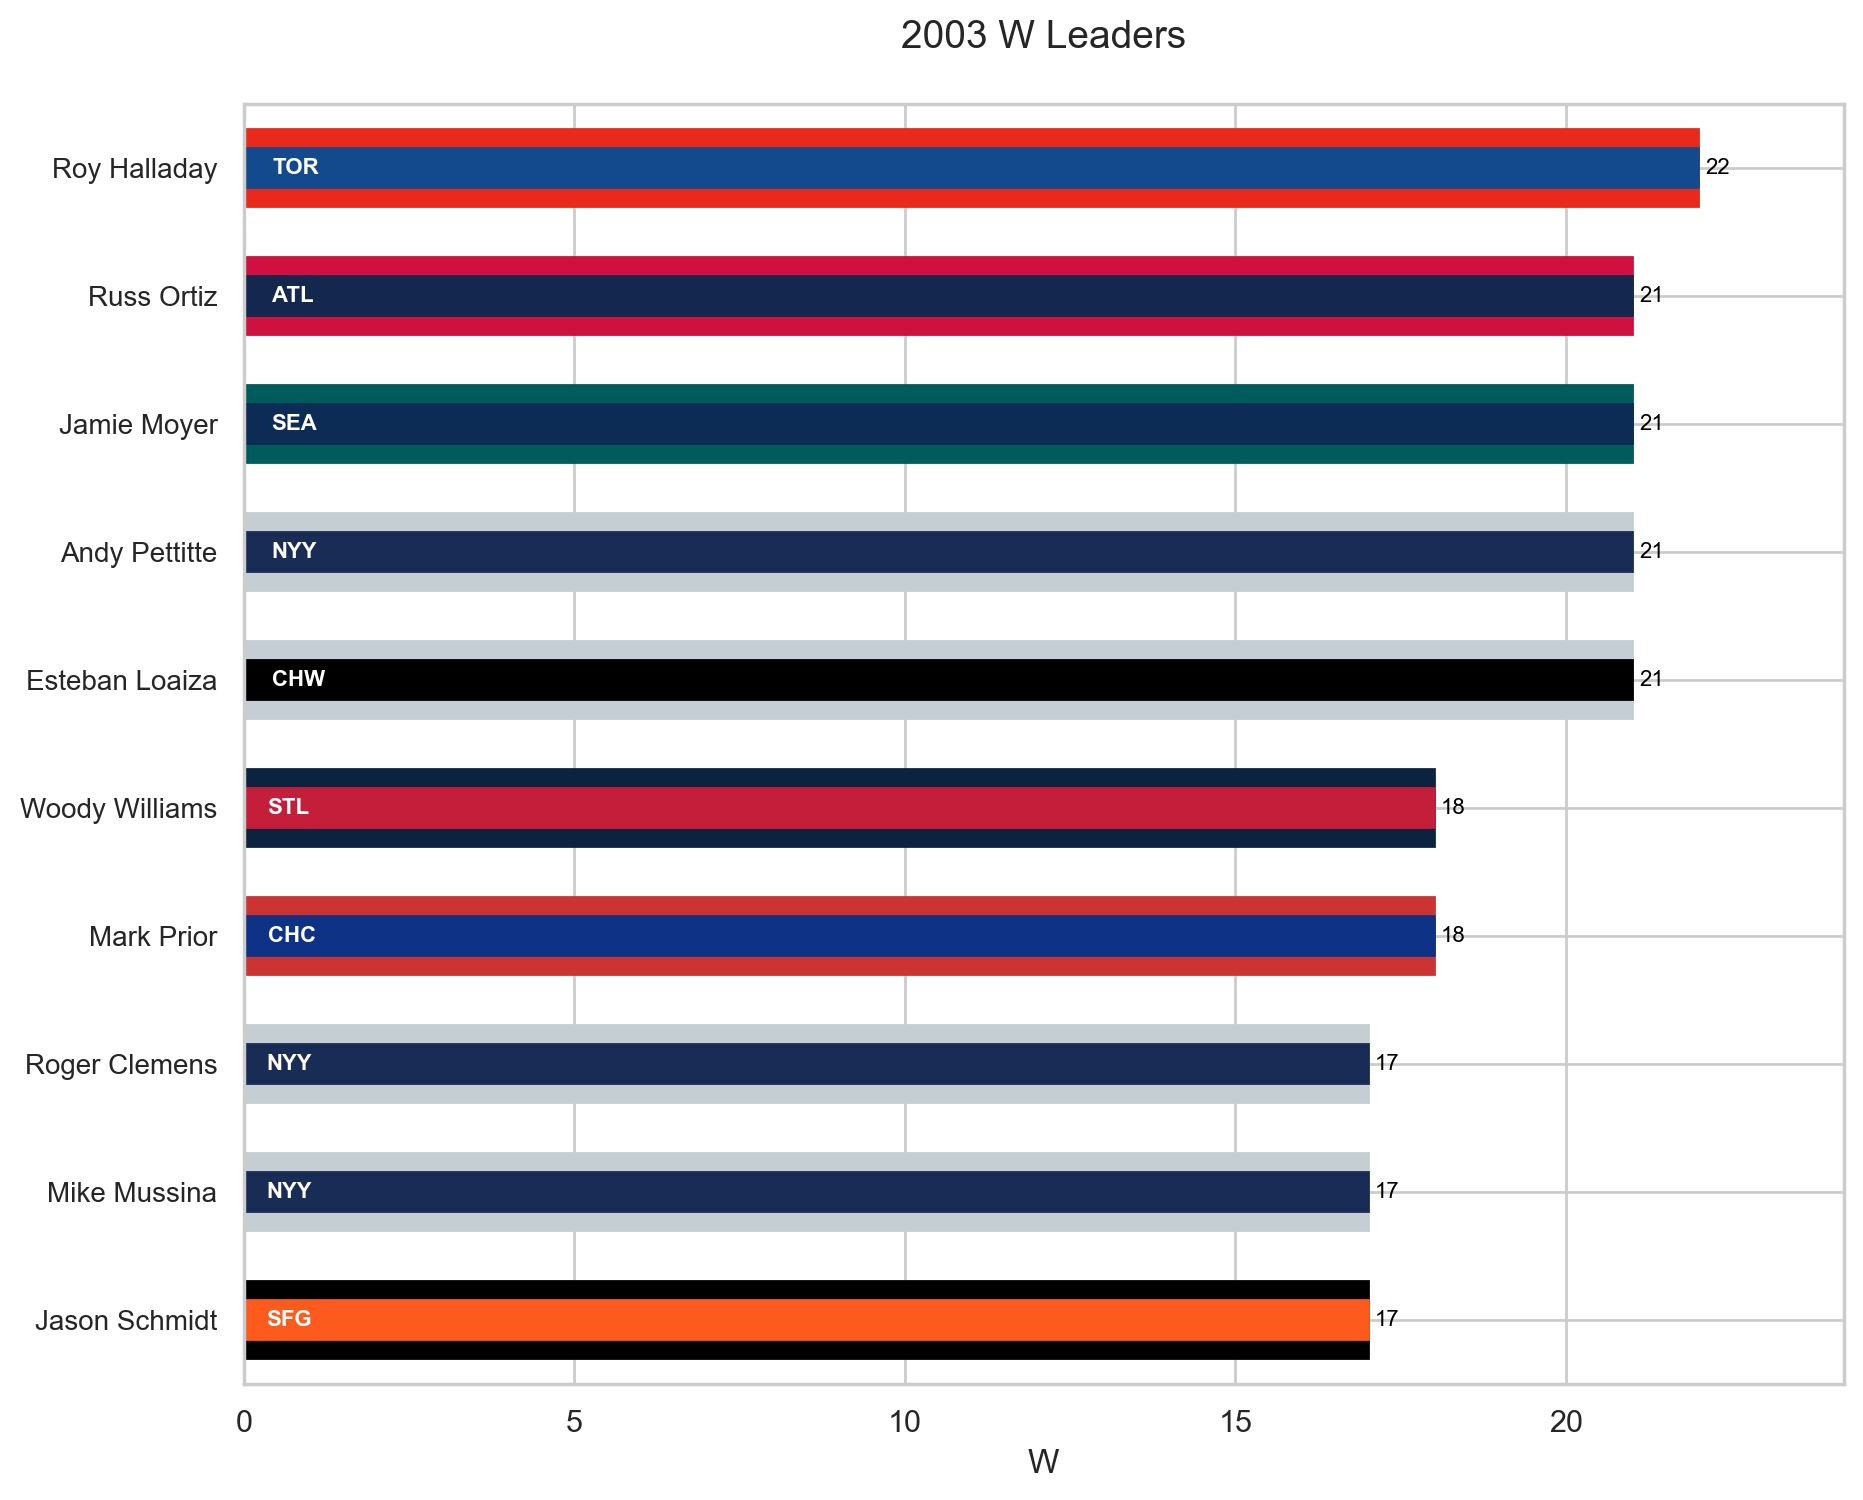 2003 W Leaders
Roy Halladay TOR 22
Russ Ortiz ATL 21
Jamie Moyer SEA 21
Andy Pettitte NYY 21
Esteban Loaiza CHW 21
Woody Williams STL 18
Mark Prior CHC 18
Roger Clemens NYY 17
Mike Mussina NYY 17
Jason Schmidt SFG 17
0 5 10 15 20
W